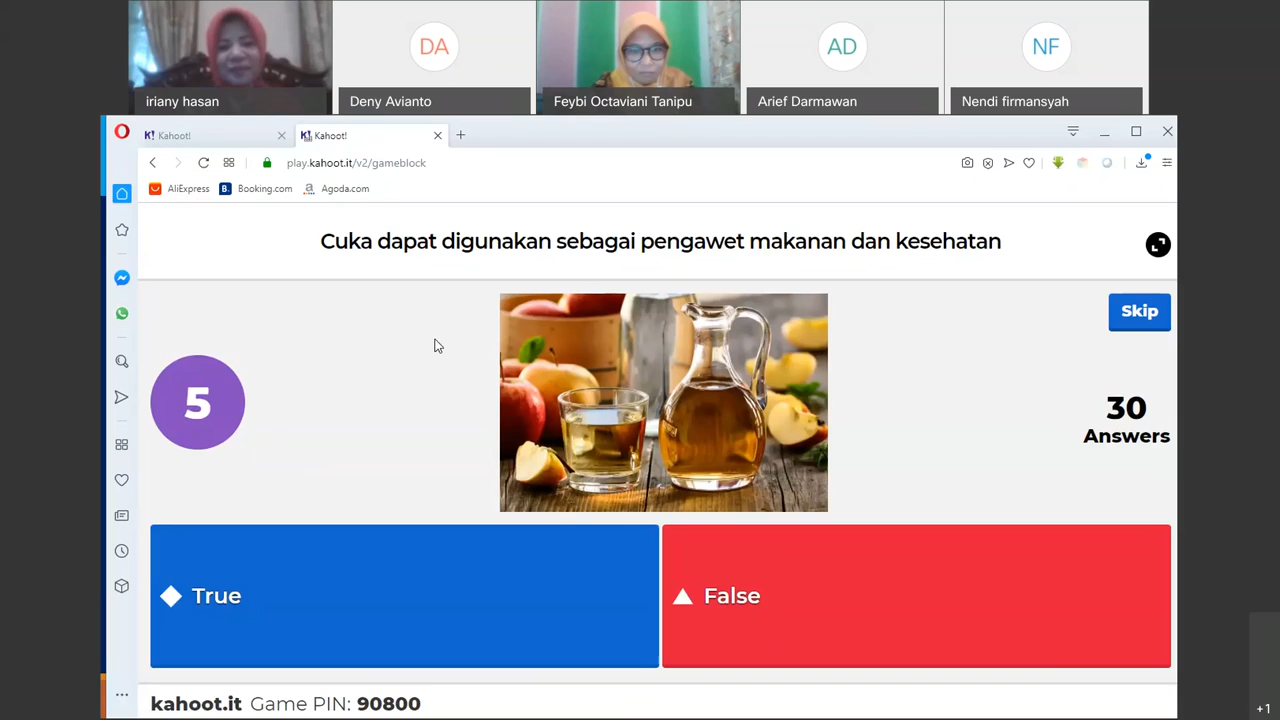 DA
AD
NF
iriany hasan
Deny Avianto
Feybi Octaviani Tanipu
Arief Darmawan
Nendi firmansyah
K! Kahoot!
K! Kahoot!
play.kahoot.it/v2/gameblock
AliExpress
B. Booking.com
a Agoda.com
Cuka dapat digunakan sebagai pengawet makanan dan kesehatan
Skip
5
30
Answers
True
False
kahoot.it Game PIN: 90800
+1